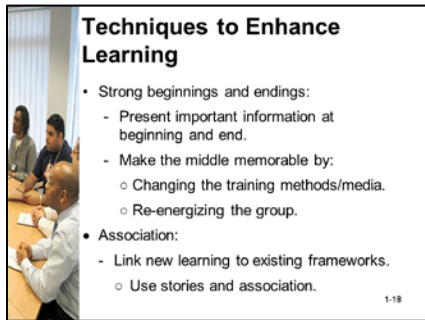 Techniques to Enhance
Learning
• Strong beginnings and endings:
- Present important information at
beginning and end.
- Make the middle memorable by:
○ Changing the training methods/media.
○ Re-energizing the group.
• Association:
- Link new learning to existing frameworks.
○ Use stories and association.
1-18